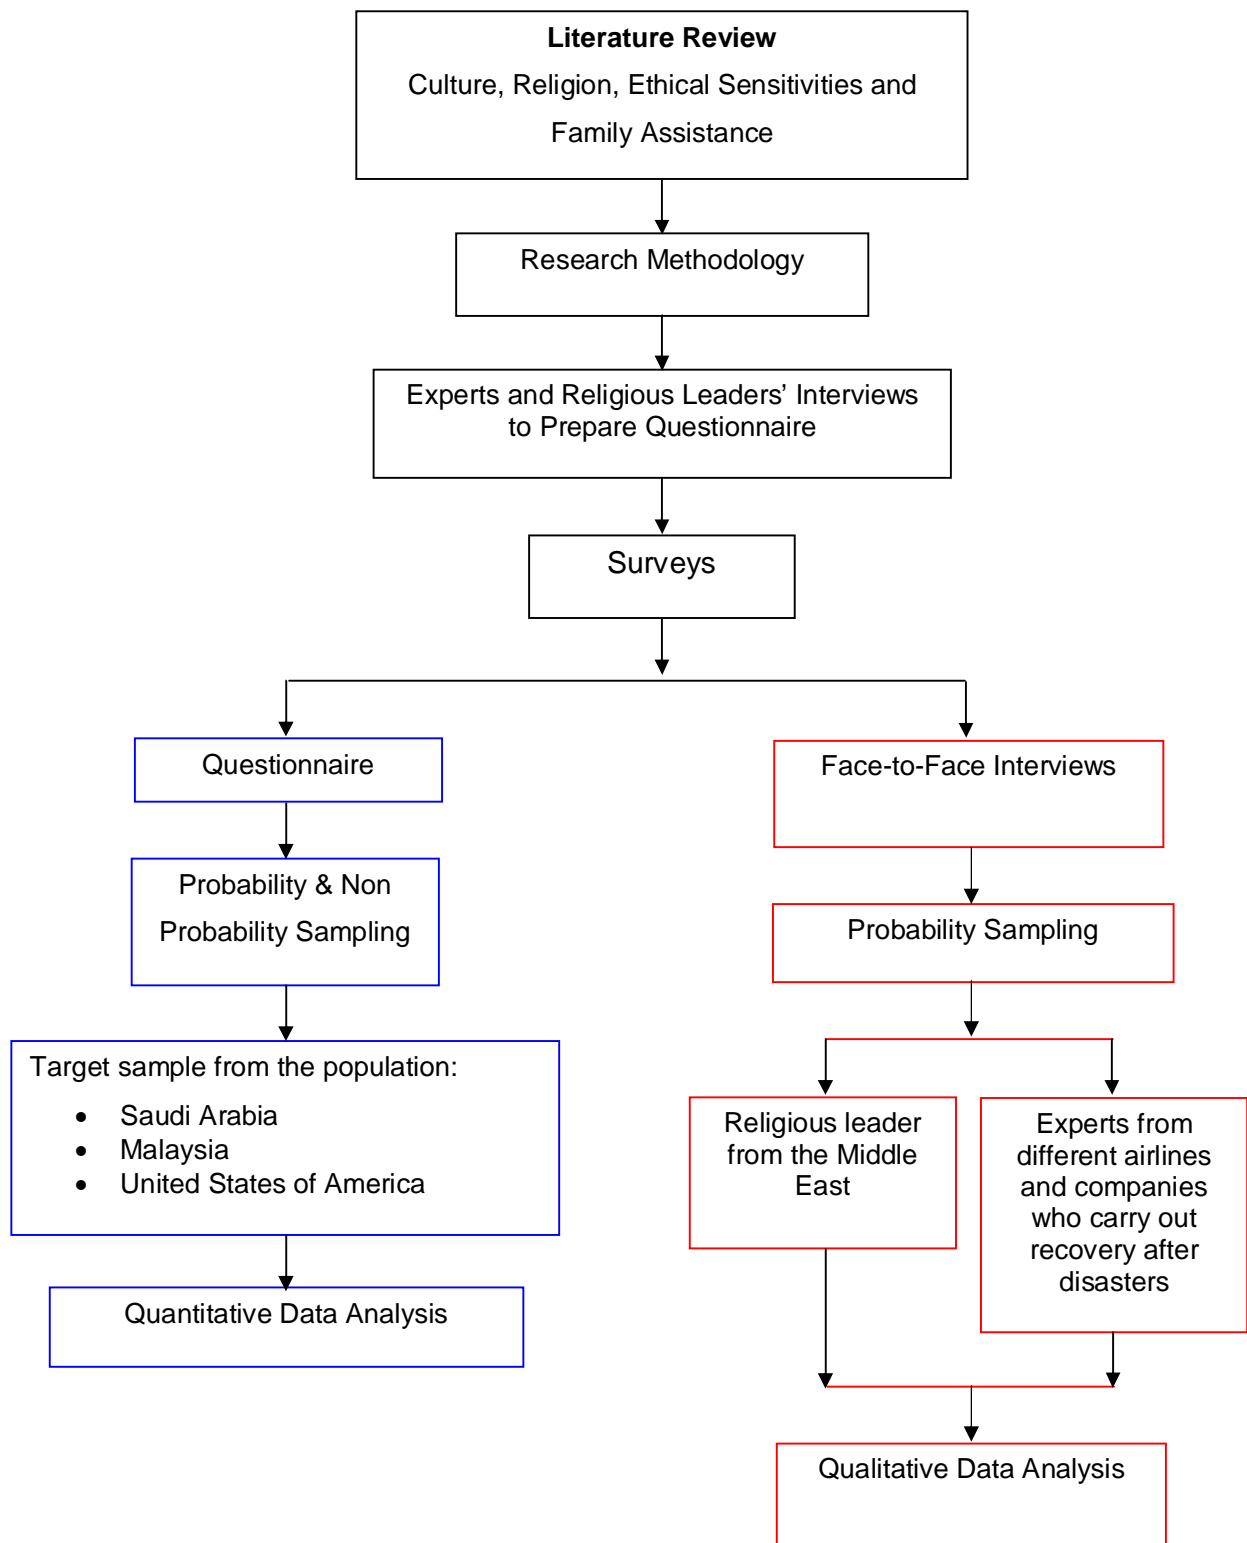 Literature Review
Culture, Religion, Ethical Sensitivities and
Family Assistance
Research Methodology
Experts and Religious Leaders’ Interviews
to Prepare Questionnaire
Surveys
Questionnaire
Probability & Non
Probability Sampling
Target sample from the population:
• Saudi Arabia
• Malaysia
• United States of America
Quantitative Data Analysis
Face-to-Face Interviews
Probability Sampling
Religious leader
from the Middle
East
Experts from
different airlines
and companies
who carry out
recovery after
disasters
Qualitative Data Analysis